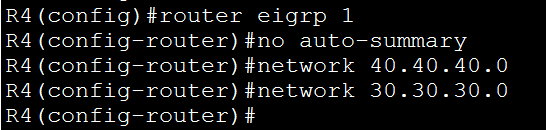 R4(config)#router eigrp 1
R4(config-router)#no auto-summary
R4(config-router)#network 40.40.40.0
R4(config-router)#network 30.30.30.0
R4(config-router)#